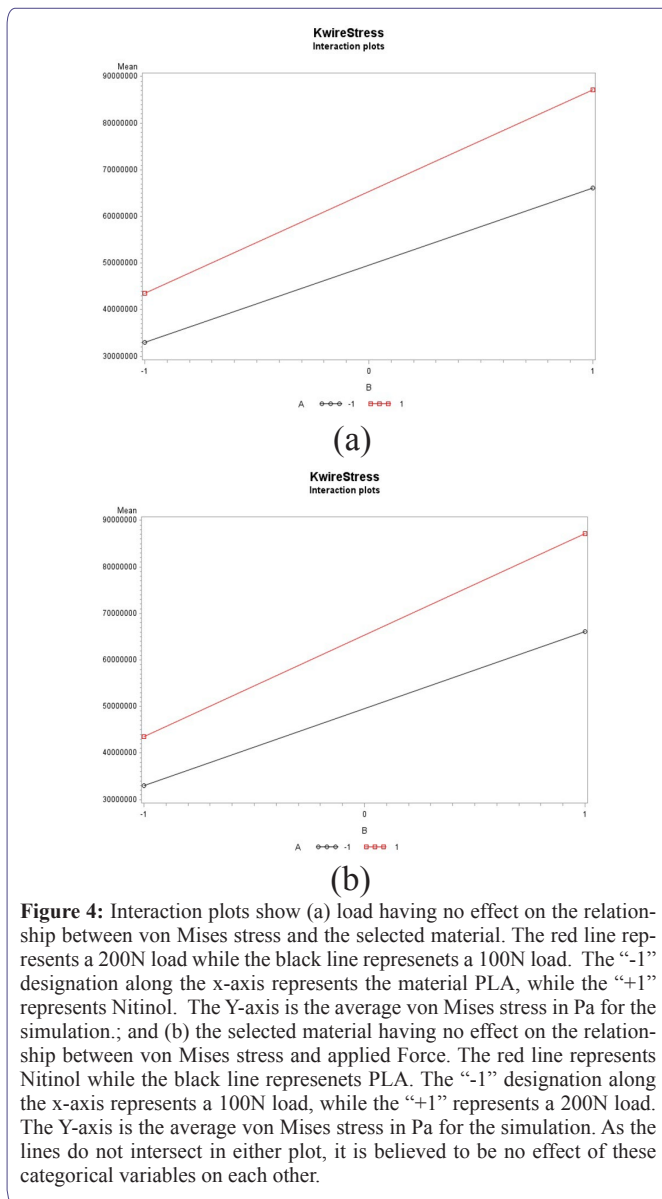 KwireStress
Interaction plots
Mean
90000000
80000000
70000000
60000000
50000000
40000000
30000000
-1 0 1
B
A -1 1
(a)
KwireStress
Interaction plots
Mean
90000000
80000000
70000000
60000000
50000000
40000000
30000000
-1 0 1
B
A -1 1
(b)
Figure 4: Interaction plots show (a) load having no effect on the relation-
ship between von Mises stress and the selected material. The red line rep-
resents a 200N load while the black line represenets a 100N load. The “-1”
designation along the x-axis represents the material PLA, while the “+1”
represents Nitinol. The Y-axis is the average von Mises stress in Pa for the
simulation.; and (b) the selected material having no effect on the relation-
ship between von Mises stress and applied Force. The red line represents
Nitinol while the black line represenets PLA. The “-1” designation along
the x-axis represents a 100N load, while the “+1” represents a 200N load.
The Y-axis is the average von Mises stress in Pa for the simulation. As the
lines do not intersect in either plot, it is believed to be no effect of these
categorical variables on each other.